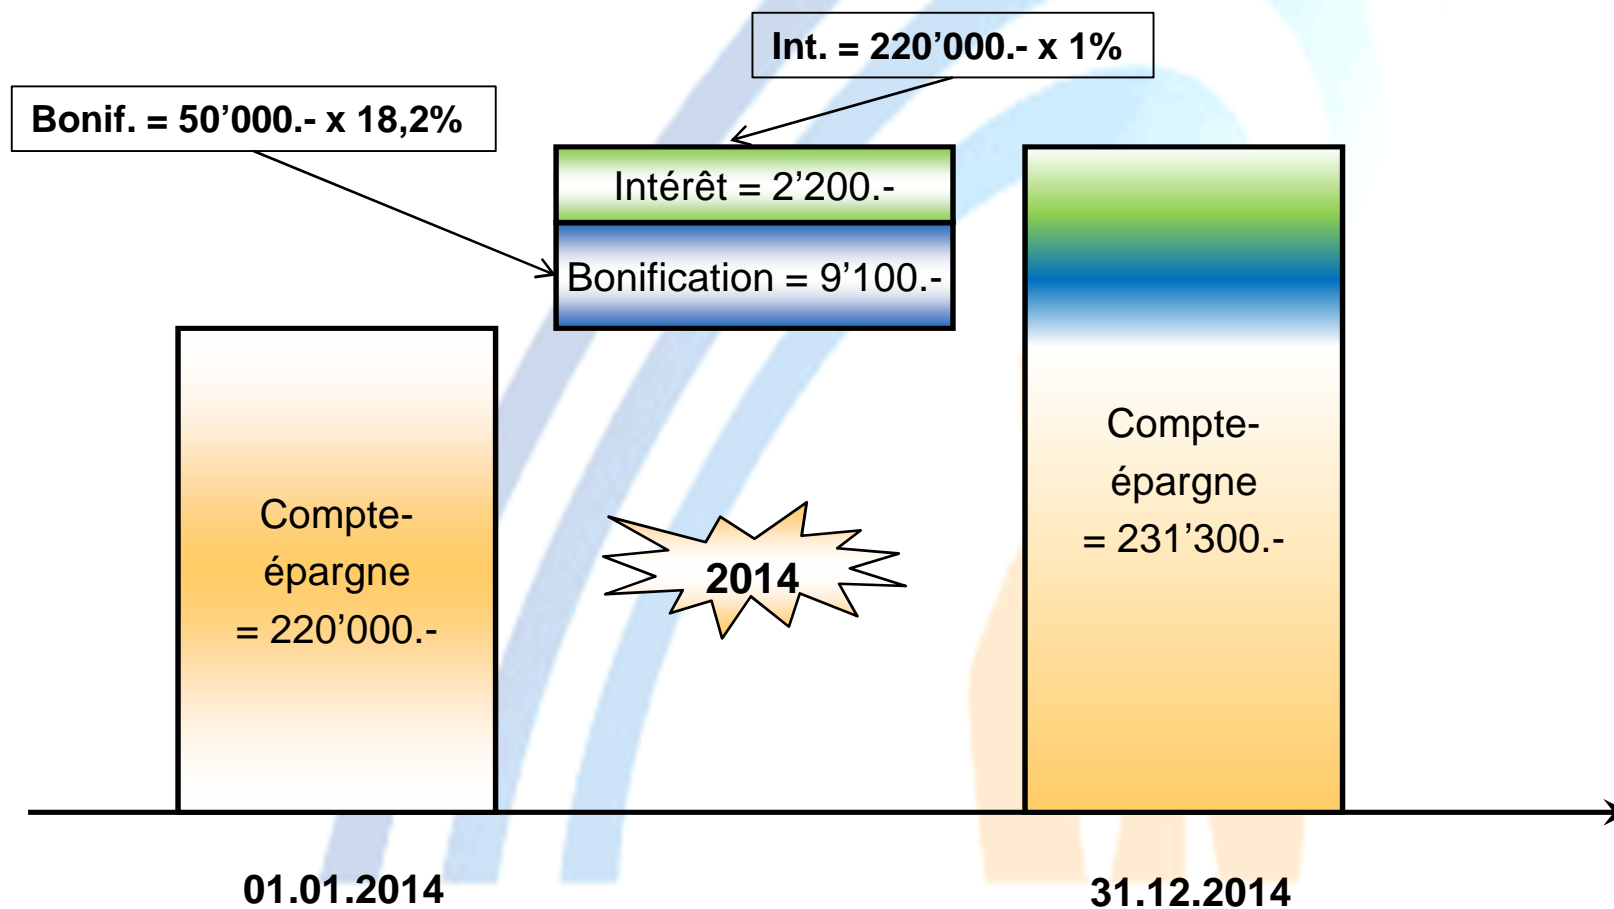 Int. = 220’000.- x 1%
Bonif. = 50’000.- x 18,2%
Intérêt = 2’200.-
Bonification = 9’100.-
Compte-
épargne
= 220’000.-
2014
Compte-
épargne
= 231’300.-
01.01.2014
31.12.2014